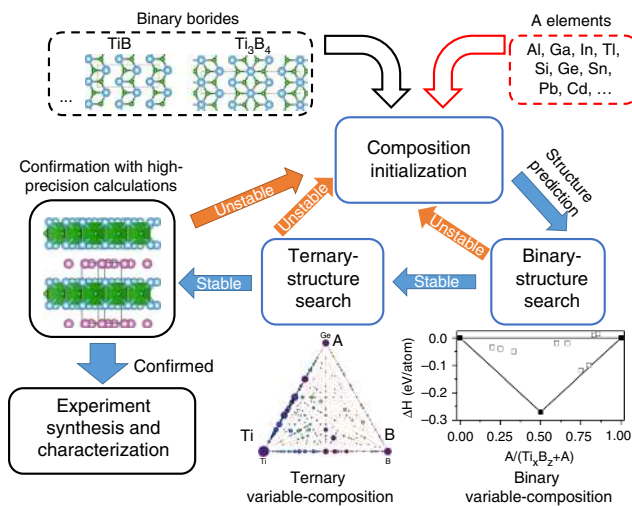 Binary borides
TiB
Ti3B4
...
A elements
Al, Ga, In, Tl,
Si, Ge, Sn,
Pb, Cd, ...
Composition
initialization
Structure
prediction
Confirmation with high-
precision calculations
Unstable
Unstable
Unstable
Stable
Ternary-
structure
search
Stable
Binary-
structure
search
Confirmed
Experiment
synthesis and
characterization
Ge
A
Ti
Ti
B
B
Ternary
variable-composition
ΔH (eV/atom)
0.0
−0.1
−0.2
−0.3
0.00 0.25 0.50 0.75 1.00
A/(TixBz+A)
Binary
variable-composition